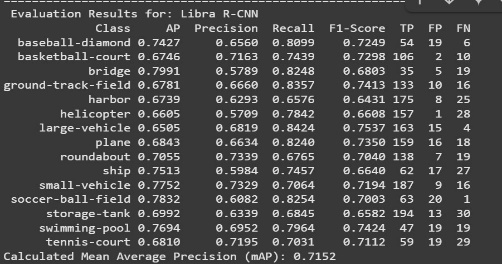 Evaluation Results for: Libra R-CNN
Class AP Precision Recall F1-Score TP FP FN
baseball-diamond 0.7427 0.6560 0.8099 0.7249 54 19 6
basketball-court 0.6746 0.7163 0.7439 0.7298 106 2 10
bridge 0.7991 0.5789 0.8248 0.6803 35 5 19
ground-track-field 0.6781 0.6660 0.8357 0.7413 133 10 16
harbor 0.6739 0.6293 0.6576 0.6431 175 8 25
helicopter 0.6605 0.5709 0.7842 0.6608 157 1 28
large-vehicle 0.6505 0.6819 0.8424 0.7537 163 15 4
plane 0.6843 0.6634 0.8240 0.7350 159 16 18
roundabout 0.7055 0.7339 0.6765 0.7040 138 7 19
ship 0.7513 0.5984 0.7457 0.6640 62 17 27
small-vehicle 0.7752 0.7329 0.7064 0.7194 187 9 16
soccer-ball-field 0.7832 0.6082 0.8254 0.7003 63 20 1
storage-tank 0.6992 0.6339 0.6845 0.6582 194 13 30
swimming-pool 0.7694 0.6952 0.7964 0.7424 47 19 19
tennis-court 0.6810 0.7195 0.7031 0.7112 59 19 29
Calculated Mean Average Precision (mAP): 0.7152